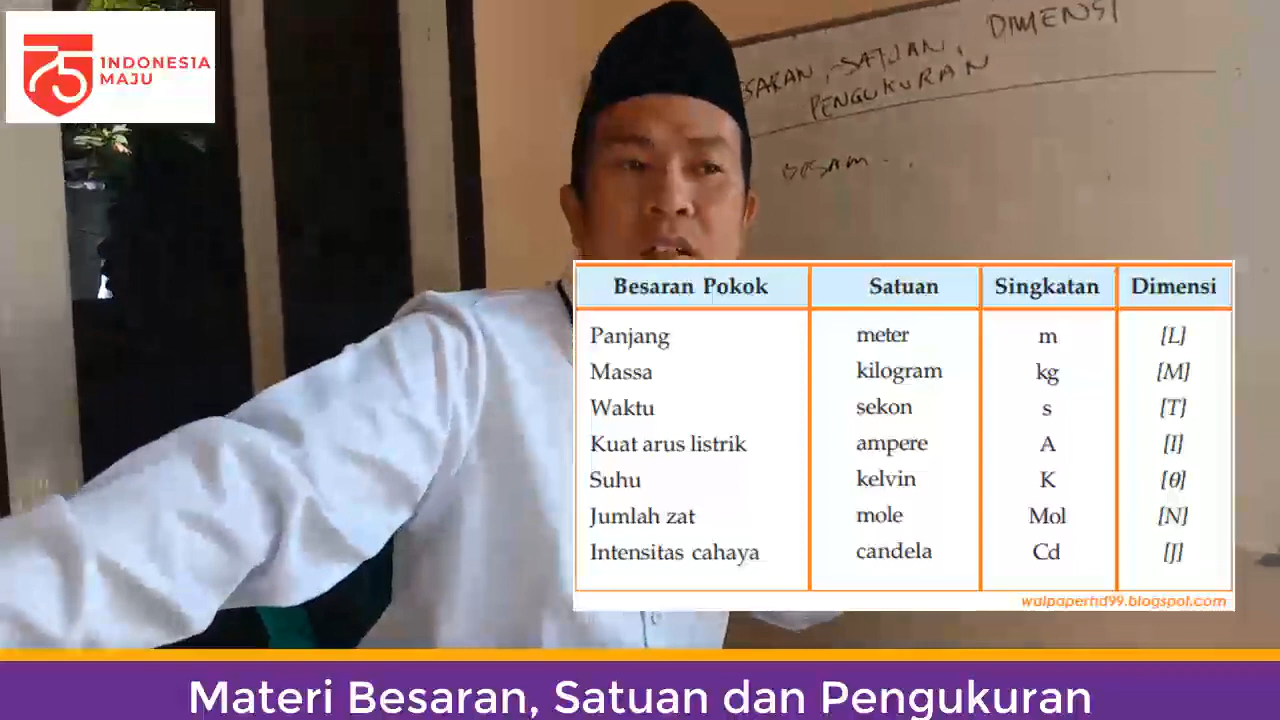 INDONESIA
MAJU
BESARAN, SATUAN, DIMENSI
PENGUKURAN
Besaran Pokok Satuan Singkatan Dimensi
Panjang meter m [L]
Massa kilogram kg [M]
Waktu sekon s [T]
Kuat arus listrik ampere A [I]
Suhu kelvin K [θ]
Jumlah zat mole Mol [N]
Intensitas cahaya candela Cd [J]
walpaperhd99.blogspot.com
Materi Besaran, Satuan dan Pengukuran